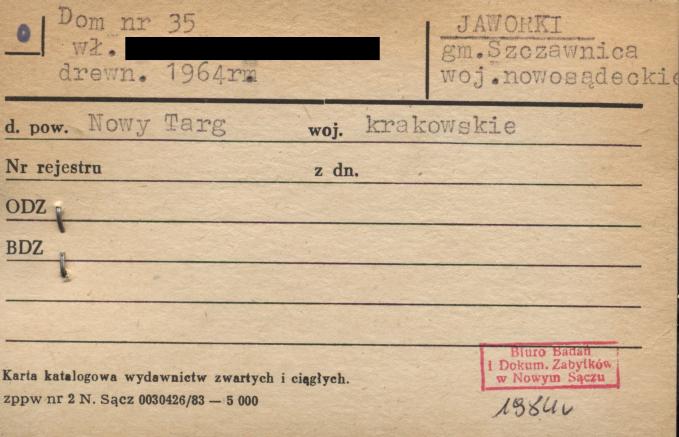 0
Dom nr 35
JAWORKI
wł.
gm.Szczawnica
drewn. 1964r
woj.nowosądeckie
d. pow. Nowy Targ woj. krakowskie
Nr rejestru z dn.
ODZ
BDZ
Biuro Badań
i Dokum. Zabytków
w Nowym Sączu
Karta katalogowa wydawnictw zwartych i ciągłych.
zppw nr 2 N. Sącz 0030426/83 — 5 000
1984